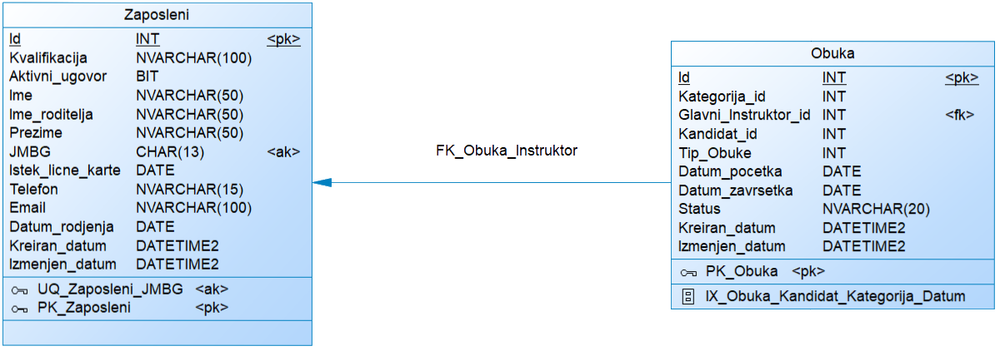 Zaposleni
Id INT <pk>
Kvalifikacija NVARCHAR(100)
Aktivni_ugovor BIT
Ime NVARCHAR(50)
Ime_roditelja NVARCHAR(50)
Prezime NVARCHAR(50)
JMBG CHAR(13) <ak>
Istek_licne_karte DATE
Telefon NVARCHAR(15)
Email NVARCHAR(100)
Datum_rodjenja DATE
Kreiran_datum DATETIME2
Izmenjen_datum DATETIME2
UQ_Zaposleni_JMBG <ak>
PK_Zaposleni <pk>
FK_Obuka_Instruktor
Obuka
Id INT <pk>
Kategorija_id INT
Glavni_Instruktor_id INT <fk>
Kandidat_id INT
Tip_Obuke INT
Datum_pocetka DATE
Datum_zavrsetka DATE
Status NVARCHAR(20)
Kreiran_datum DATETIME2
Izmenjen_datum DATETIME2
PK_Obuka <pk>
IX_Obuka_Kandidat_Kategorija_Datum